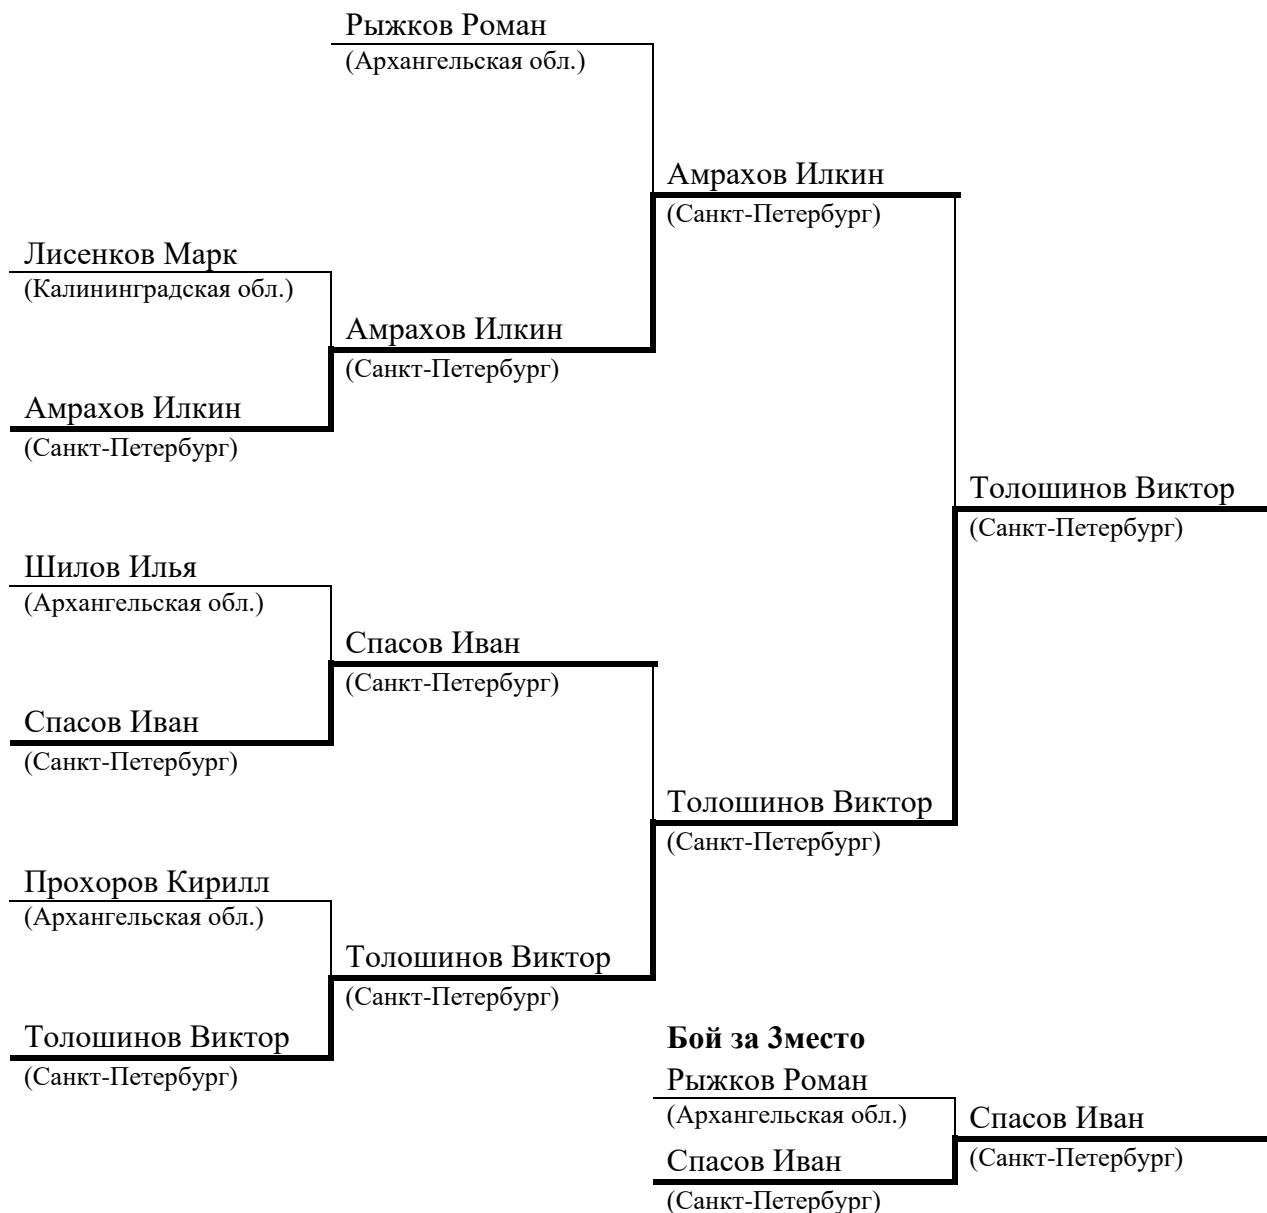 Рыжков Роман
(Архангельская обл.)
Амрахов Илкин
(Санкт-Петербург)
Лисенков Марк
(Калининградская обл.)
Амрахов Илкин
(Санкт-Петербург)
Амрахов Илкин
(Санкт-Петербург)
Толошинов Виктор
(Санкт-Петербург)
Шилов Илья
(Архангельская обл.)
Спасов Иван
(Санкт-Петербург)
Спасов Иван
(Санкт-Петербург)
Толошинов Виктор
(Санкт-Петербург)
Прохоров Кирилл
(Архангельская обл.)
Толошинов Виктор
(Санкт-Петербург)
Толошинов Виктор
(Санкт-Петербург)
Бой за 3место
Рыжков Роман
(Архангельская обл.)
Спасов Иван
(Санкт-Петербург)
Спасов Иван
(Санкт-Петербург)